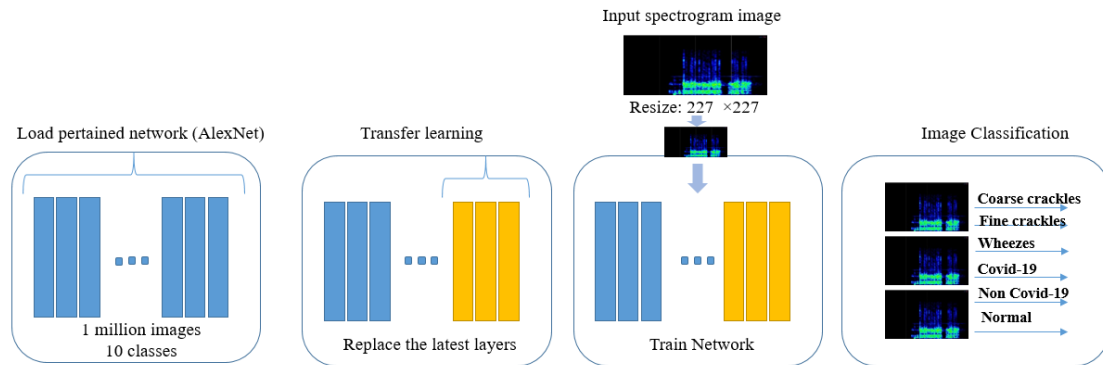 Input spectrogram image
Resize: 227 ×227
Load pertained network (AlexNet)
1 million images
10 classes
Transfer learning
Replace the latest layers
Train Network
Image Classification
Coarse crackles
Fine crackles
Wheezes
Covid-19
Non Covid-19
Normal